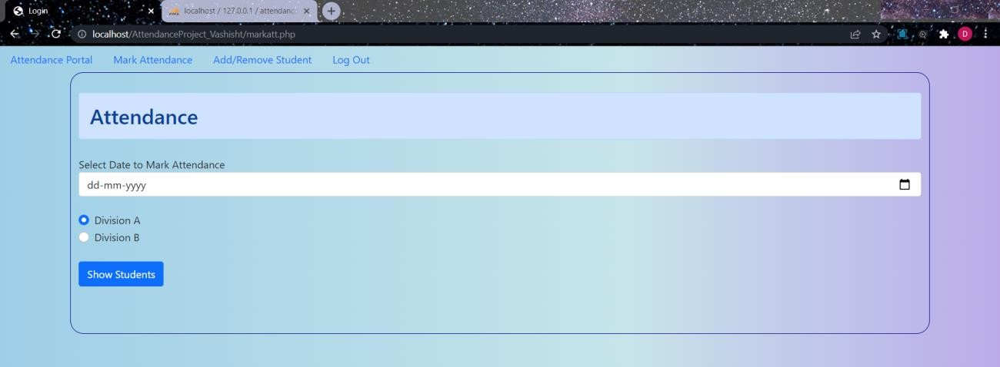 Login
localhost / 127.0.0.1 / attendanc
localhost/AttendanceProject_Vashisht/markatt.php
D
Attendance Portal Mark Attendance Add/Remove Student Log Out
Attendance
Select Date to Mark Attendance
dd-mm-yyyy
Division A
Division B
Show Students